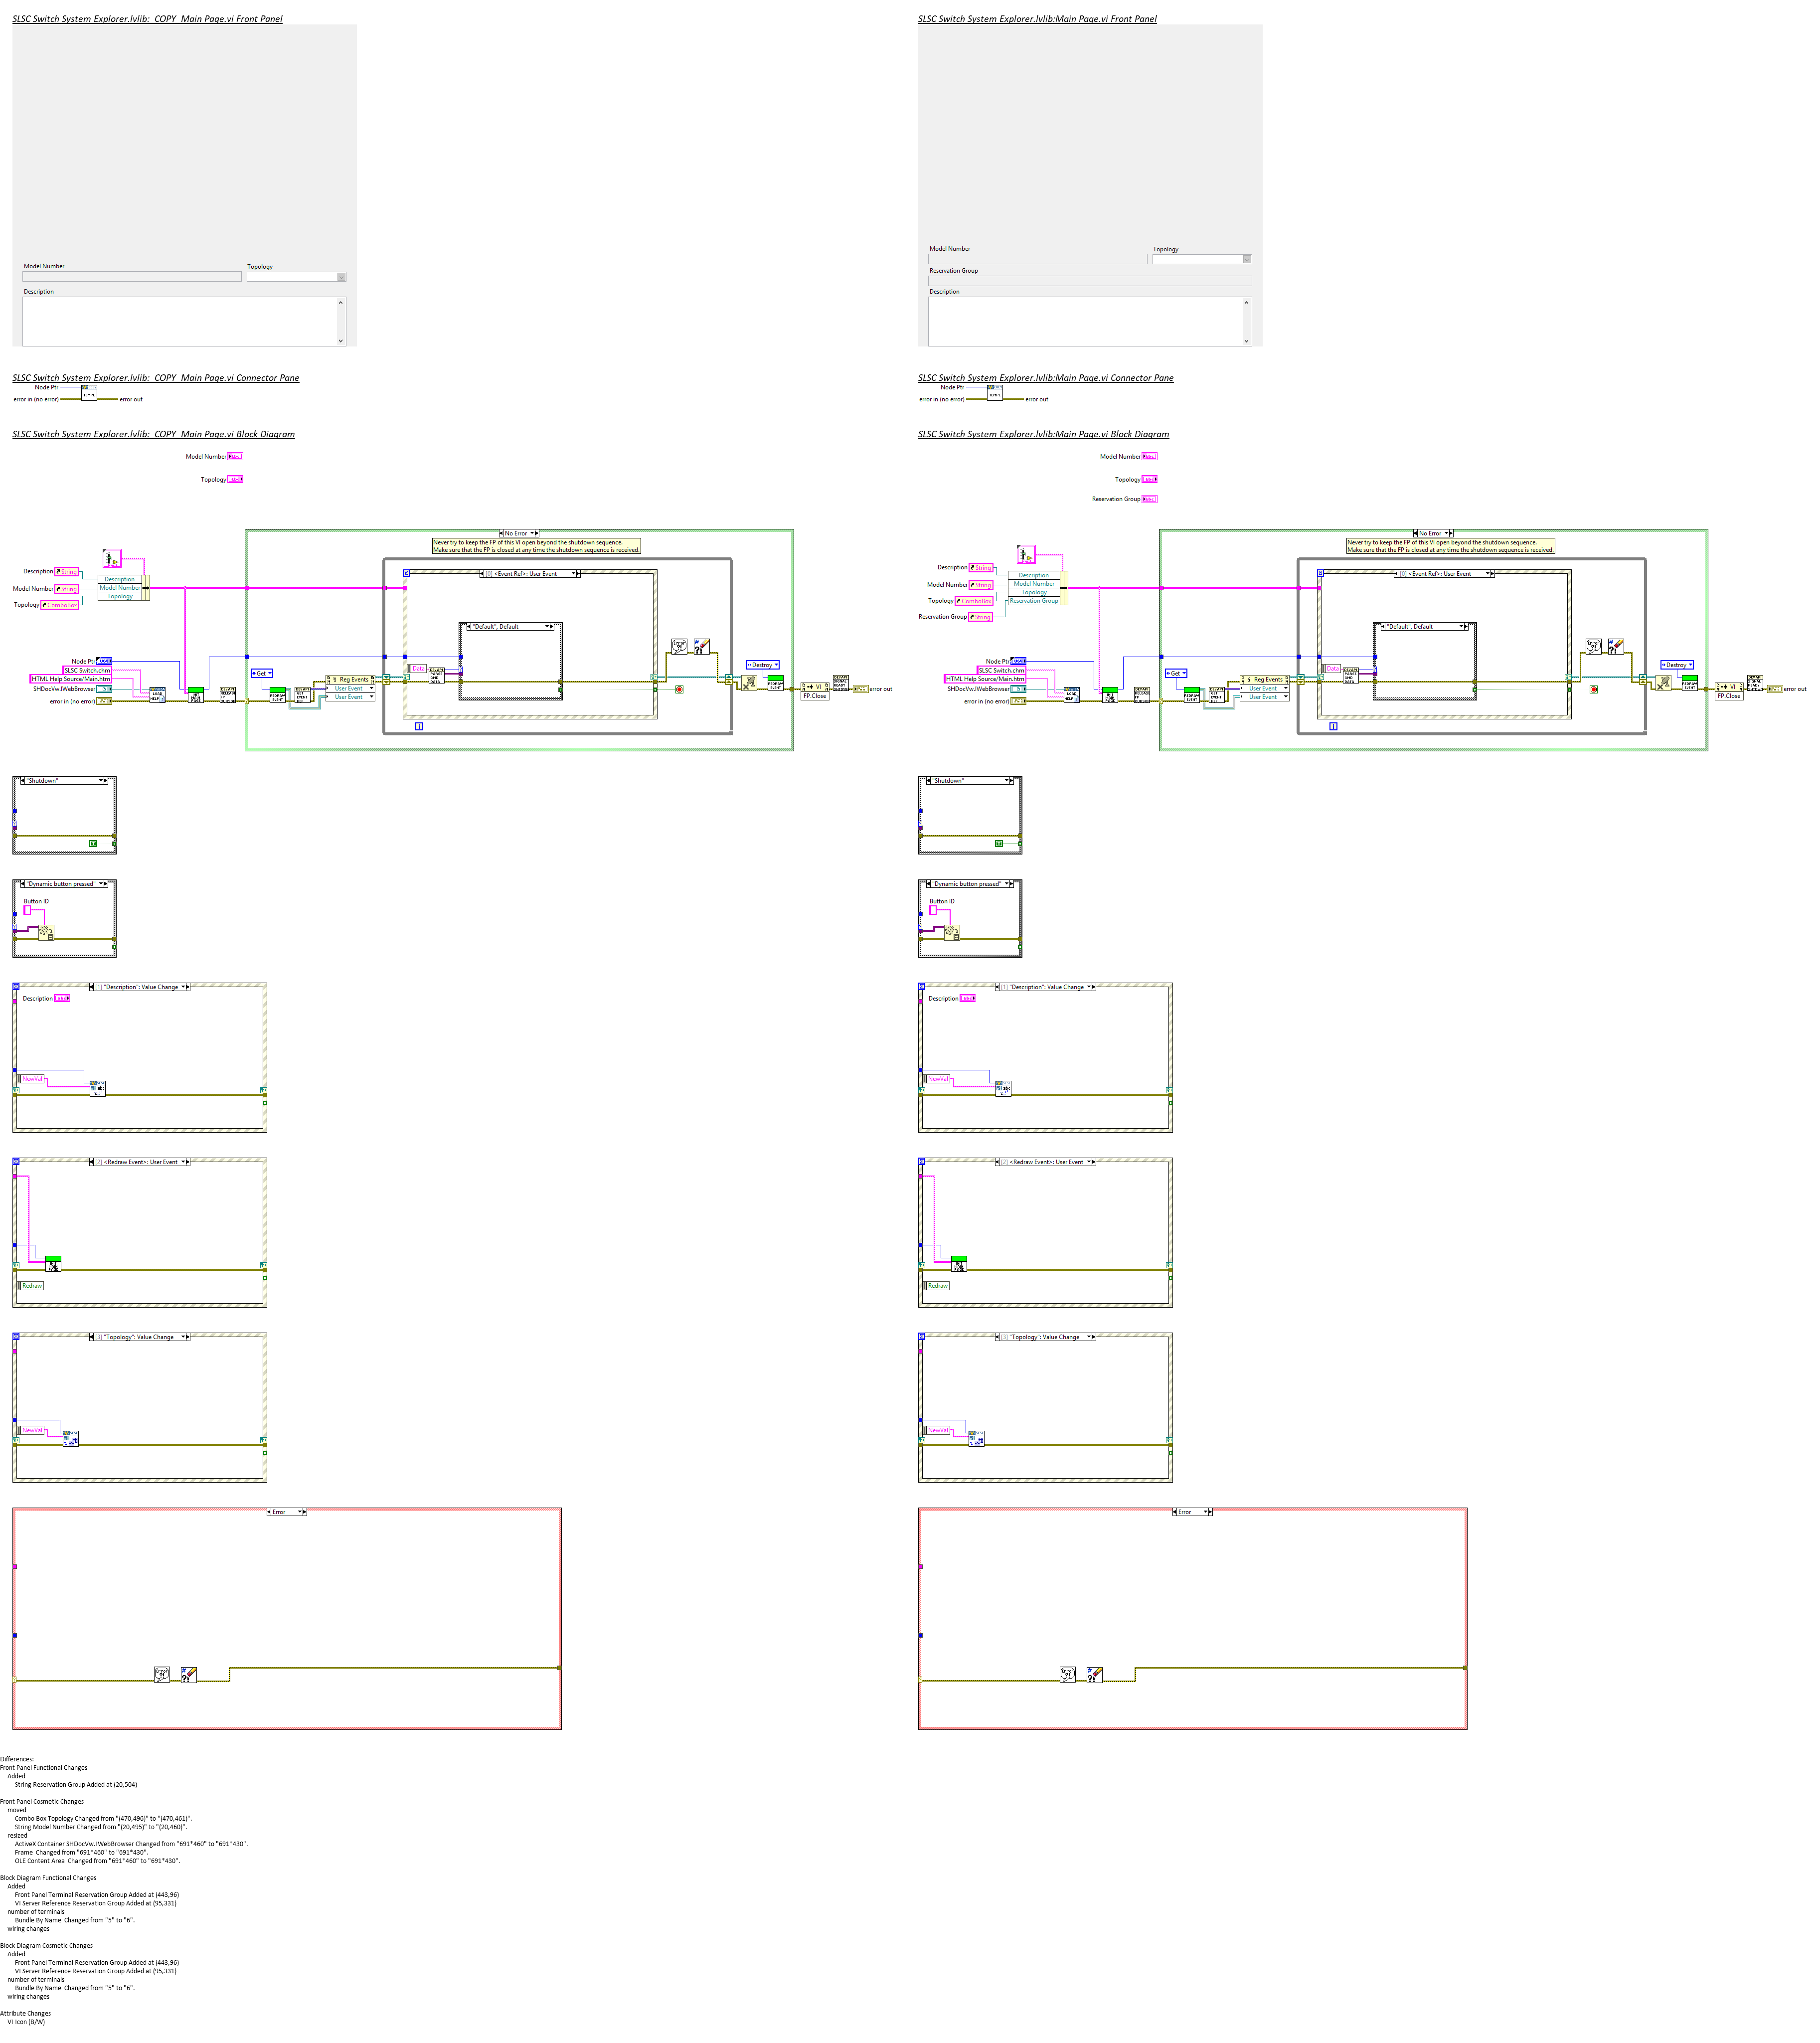 SLSC Switch System Explorer.lvlib:_COPY_Main Page.vi Front Panel
Model Number
Topology
Description
SLSC Switch System Explorer.lvlib:_COPY_Main Page.vi Connector Pane
Node Ptr
TEMPL
error in (no error)
error out
SLSC Switch System Explorer.lvlib:_COPY_Main Page.vi Block Diagram
Model Number
Topology
No Error
Never try to keep the FP of this VI open beyond the shutdown sequence.
Make sure that the FP is closed at any time the shutdown sequence is received.
[0] <Event Ref>: User Event
Description String
Model Number String
Topology ComboBox
Description
Model Number
Topology
"Default", Default
Node Ptr
SLSC Switch.chm
HTML Help Source/Main.htm
SHDocVw.IWebBrowser
error in (no error)
Get
Reg Events
User Event
User Event
Data
Destroy
VI
FP.Close
error out
"Shutdown"
"Dynamic button pressed"
Button ID
[1] "Description": Value Change
Description
NewVal
[2] <Redraw Event>: User Event
Redraw
[3] "Topology": Value Change
NewVal
Error
SLSC Switch System Explorer.lvlib:Main Page.vi Front Panel
Model Number
Topology
Reservation Group
Description
SLSC Switch System Explorer.lvlib:Main Page.vi Connector Pane
Node Ptr
TEMPL
error in (no error)
error out
SLSC Switch System Explorer.lvlib:Main Page.vi Block Diagram
Model Number
Topology
Reservation Group
No Error
Never try to keep the FP of this VI open beyond the shutdown sequence.
Make sure that the FP is closed at any time the shutdown sequence is received.
[0] <Event Ref>: User Event
Description String
Model Number String
Topology ComboBox
Reservation Group String
Description
Model Number
Topology
Reservation Group
"Default", Default
Node Ptr
SLSC Switch.chm
HTML Help Source/Main.htm
SHDocVw.IWebBrowser
error in (no error)
Get
Reg Events
User Event
User Event
Data
Destroy
VI
FP.Close
error out
"Shutdown"
"Dynamic button pressed"
Button ID
[1] "Description": Value Change
Description
NewVal
[2] <Redraw Event>: User Event
Redraw
[3] "Topology": Value Change
NewVal
Error
Differences:
Front Panel Functional Changes
Added
String Reservation Group Added at (20,504)
Front Panel Cosmetic Changes
moved
Combo Box Topology Changed from "(470,496)" to "(470,461)".
String Model Number Changed from "(20,495)" to "(20,460)".
resized
ActiveX Container SHDocVw.IWebBrowser Changed from "691*460" to "691*430".
Frame Changed from "691*460" to "691*430".
OLE Content Area Changed from "691*460" to "691*430".
Block Diagram Functional Changes
Added
Front Panel Terminal Reservation Group Added at (443,96)
VI Server Reference Reservation Group Added at (95,331)
number of terminals
Bundle By Name Changed from "5" to "6".
wiring changes
Block Diagram Cosmetic Changes
Added
Front Panel Terminal Reservation Group Added at (443,96)
VI Server Reference Reservation Group Added at (95,331)
number of terminals
Bundle By Name Changed from "5" to "6".
wiring changes
Attribute Changes
VI Icon (B/W)